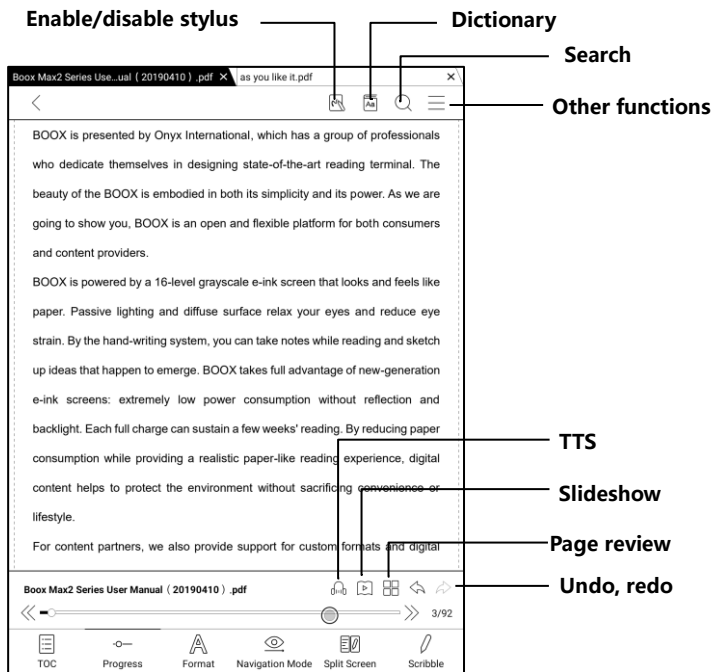 Enable/disable stylus
Dictionary
Search
Boox Max2 Series Use...ual（20190410）.pdf ×
as you like it.pdf ×
Aa
Other functions
BOOX is presented by Onyx International, which has a group of professionals
who dedicate themselves in designing state-of-the-art reading terminal. The
beauty of the BOOX is embodied in both its simplicity and its power. As we are
going to show you, BOOX is an open and flexible platform for both consumers
and content providers.
BOOX is powered by a 16-level grayscale e-ink screen that looks and feels like
paper. Passive lighting and diffuse surface relax your eyes and reduce eye
strain. By the hand-writing system, you can take notes while reading and sketch
up ideas that happen to emerge. BOOX takes full advantage of new-generation
e-ink screens: extremely low power consumption without reflection and
backlight. Each full charge can sustain a few weeks' reading. By reducing paper
consumption while providing a realistic paper-like reading experience, digital
content helps to protect the environment without sacrificing convenience or
lifestyle.
For content partners, we also provide support for custom formats and digital
TTS
Slideshow
Page review
Undo, redo
Boox Max2 Series User Manual（20190410）.pdf
3/92
TOC
Progress
Format
Navigation Mode
Split Screen
Scribble